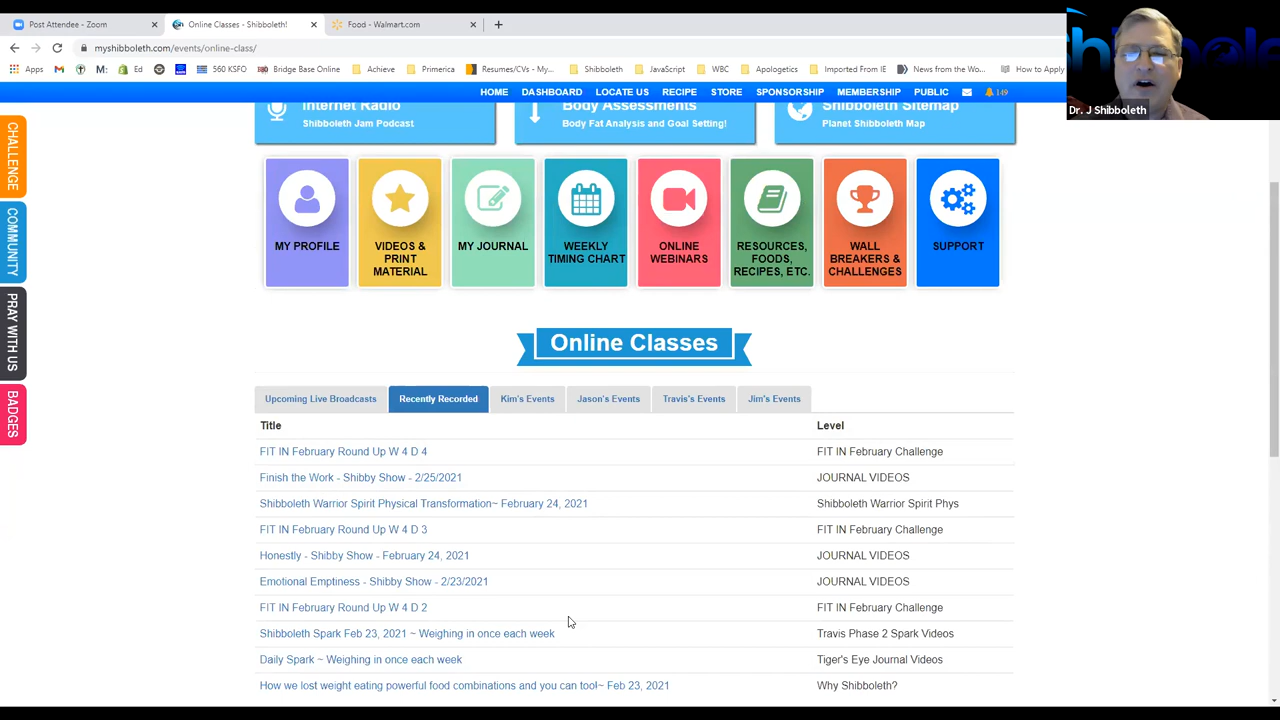 Post Attendee - Zoom
Online Classes - Shibboleth!
Food - Walmart.com
myshibboleth.com/events/online-class/
Apps
Ed
560 KSFO
Bridge Base Online
Achieve
Primerica
Resumes/CVs - My...
Shibboleth
JavaScript
WBC
Apologetics
Imported From IE
News from the Wo...
How to Apply
HOME
DASHBOARD
LOCATE US
RECIPE
STORE
SPONSORSHIP
MEMBERSHIP
PUBLIC
149
Dr. J Shibboleth
Internet Radio
Shibboleth Jam Podcast
Body Assessments
Body Fat Analysis and Goal Setting!
Shibboleth Sitemap
Planet Shibboleth Map
CHALLENGE
COMMUNITY
PRAY WITH US
BADGES
MY PROFILE
VIDEOS &
PRINT
MATERIAL
MY JOURNAL
WEEKLY
TIMING CHART
ONLINE
WEBINARS
RESOURCES,
FOODS,
RECIPES, ETC.
WALL
BREAKERS &
CHALLENGES
SUPPORT
Online Classes
Upcoming Live Broadcasts
Recently Recorded
Kim's Events
Jason's Events
Travis's Events
Jim's Events
Title Level
FIT IN February Round Up W 4 D 4 FIT IN February Challenge
Finish the Work - Shibby Show - 2/25/2021 JOURNAL VIDEOS
Shibboleth Warrior Spirit Physical Transformation~ February 24, 2021 Shibboleth Warrior Spirit Phys
FIT IN February Round Up W 4 D 3 FIT IN February Challenge
Honestly - Shibby Show - February 24, 2021 JOURNAL VIDEOS
Emotional Emptiness - Shibby Show - 2/23/2021 JOURNAL VIDEOS
FIT IN February Round Up W 4 D 2 FIT IN February Challenge
Shibboleth Spark Feb 23, 2021 ~ Weighing in once each week Travis Phase 2 Spark Videos
Daily Spark ~ Weighing in once each week Tiger's Eye Journal Videos
How we lost weight eating powerful food combinations and you can too!~ Feb 23, 2021 Why Shibboleth?